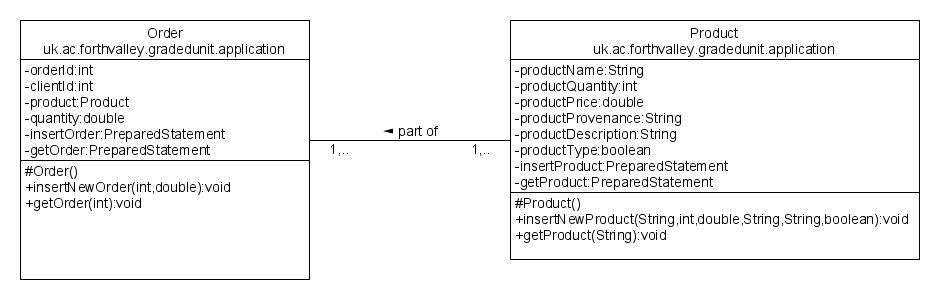 Order
uk.ac.forthvalley.gradedunit.application
-orderId:int
-clientId:int
-product:Product
-quantity:double
-insertOrder:PreparedStatement
-getOrder:PreparedStatement
#Order()
+insertNewOrder(int,double):void
+getOrder(int):void
◄ part of
1,..
1,..
Product
uk.ac.forthvalley.gradedunit.application
-productName:String
-productQuantity:int
-productPrice:double
-productProvenance:String
-productDescription:String
-productType:boolean
-insertProduct:PreparedStatement
-getProduct:PreparedStatement
#Product()
+insertNewProduct(String,int,double,String,String,boolean):void
+getProduct(String):void